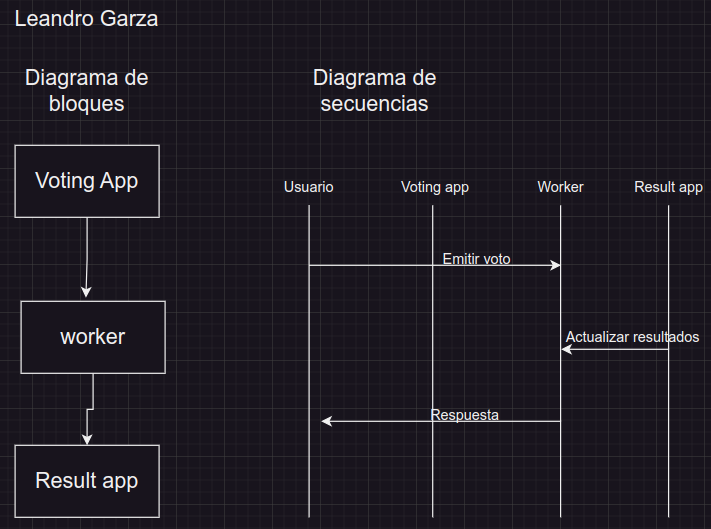 Leandro Garza
Diagrama de
bloques
Voting App
worker
Result app
Diagrama de
secuencias
Usuario
Voting app
Worker
Result app
Emitir voto
Actualizar resultados
Respuesta